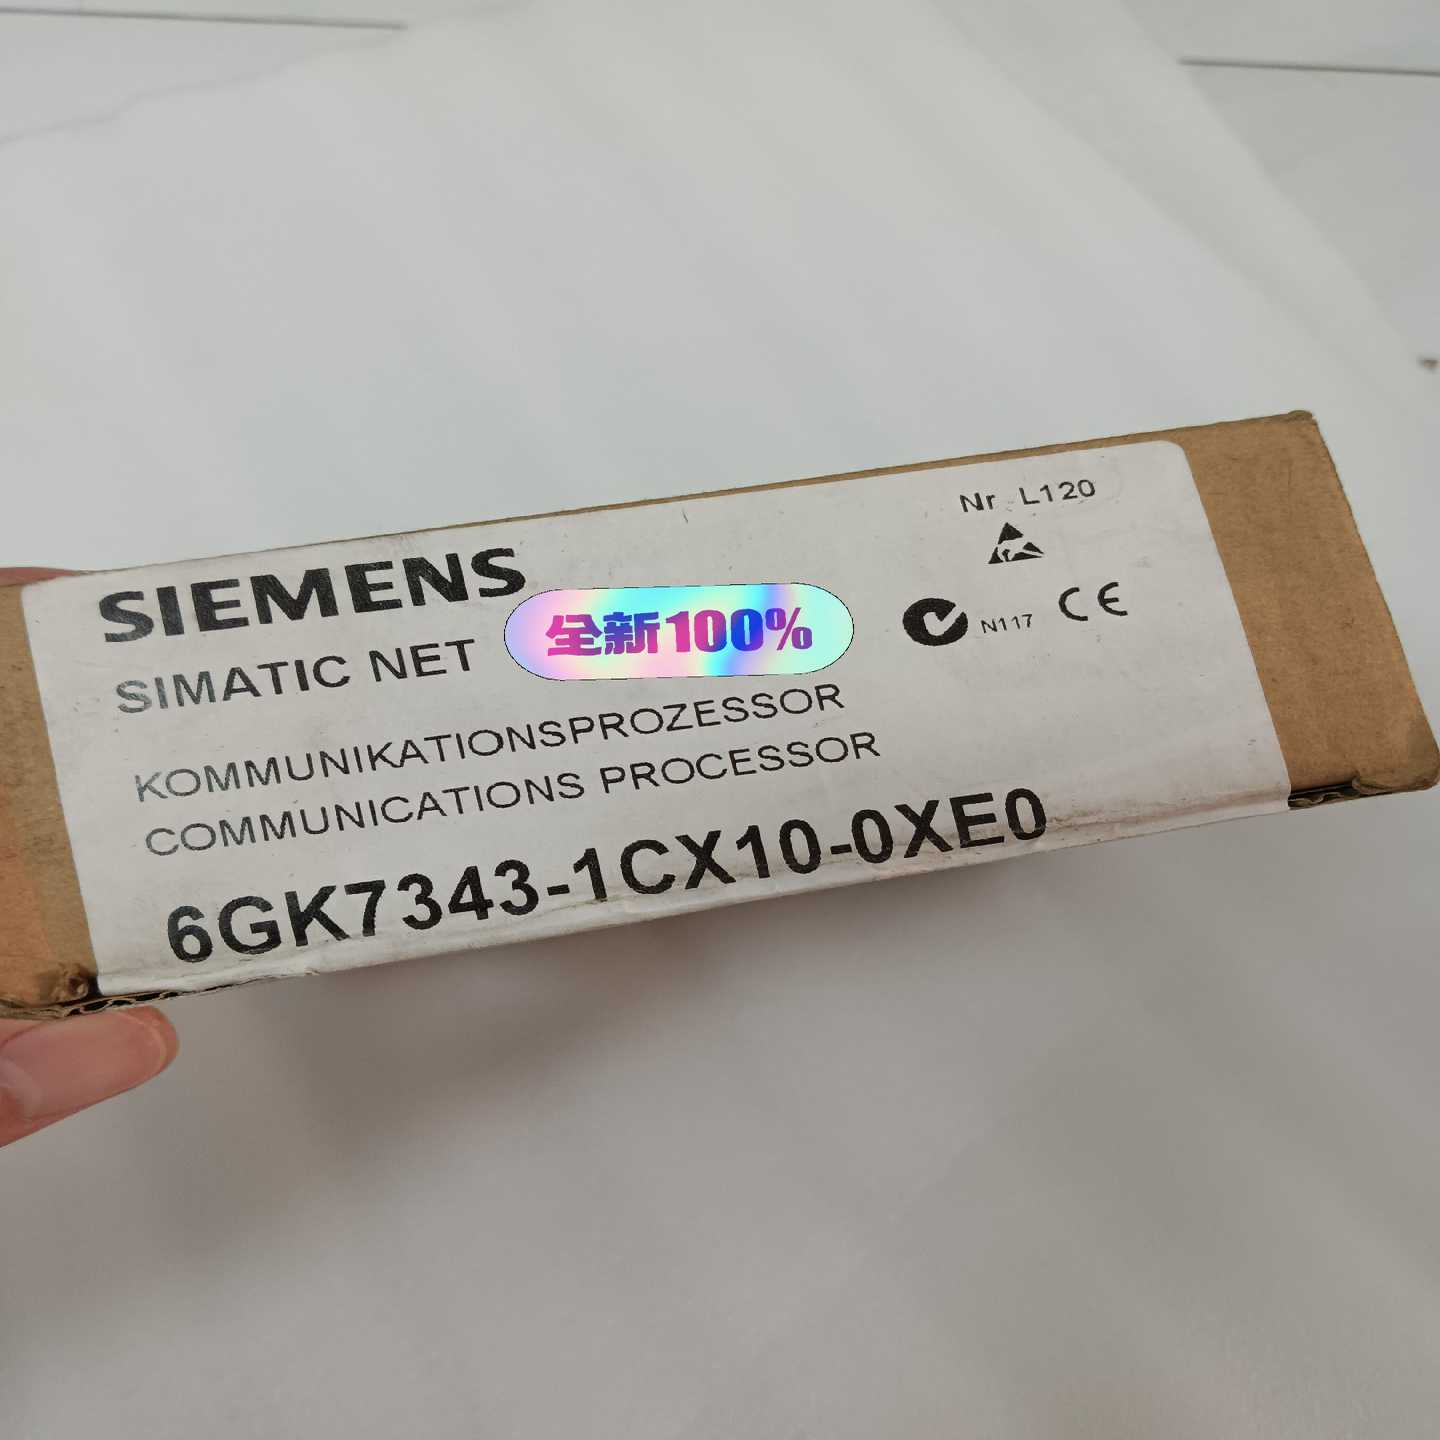 Nr L120
SIEMENS
全新100%
N117 CE
SIMATIC NET
KOMMUNIKATIONSPROZESSOR
COMMUNICATIONS PROCESSOR
6GK7343-1CX10-0XE0